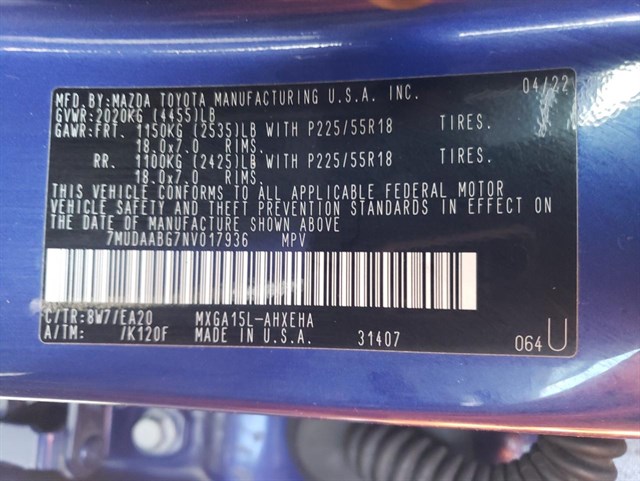 04/22
MFD.BY:MAZDA TOYOTA MANUFACTURING U.S.A. INC.
GVWR:2020KG (4455)LB
GAWR:FRT. 1150KG (2535)LB WITH P225/55R18 TIRES.
18.0x7.0 RIMS.
RR. 1100KG (2425)LB WITH P225/55R18 TIRES.
18.0x7.0 RIMS.
THIS VEHICLE CONFORMS TO ALL APPLICABLE FEDERAL MOTOR
VEHICLE SAFETY AND THEFT PREVENTION STANDARDS IN EFFECT ON
THE DATE OF MANUFACTURE SHOWN ABOVE
7MUDAABG7NV017936 MPV
C/TR:8W7/EA20 MXGA15L-AHXEHA
A/TM: /K120F MADE IN U.S.A. 31407 064U